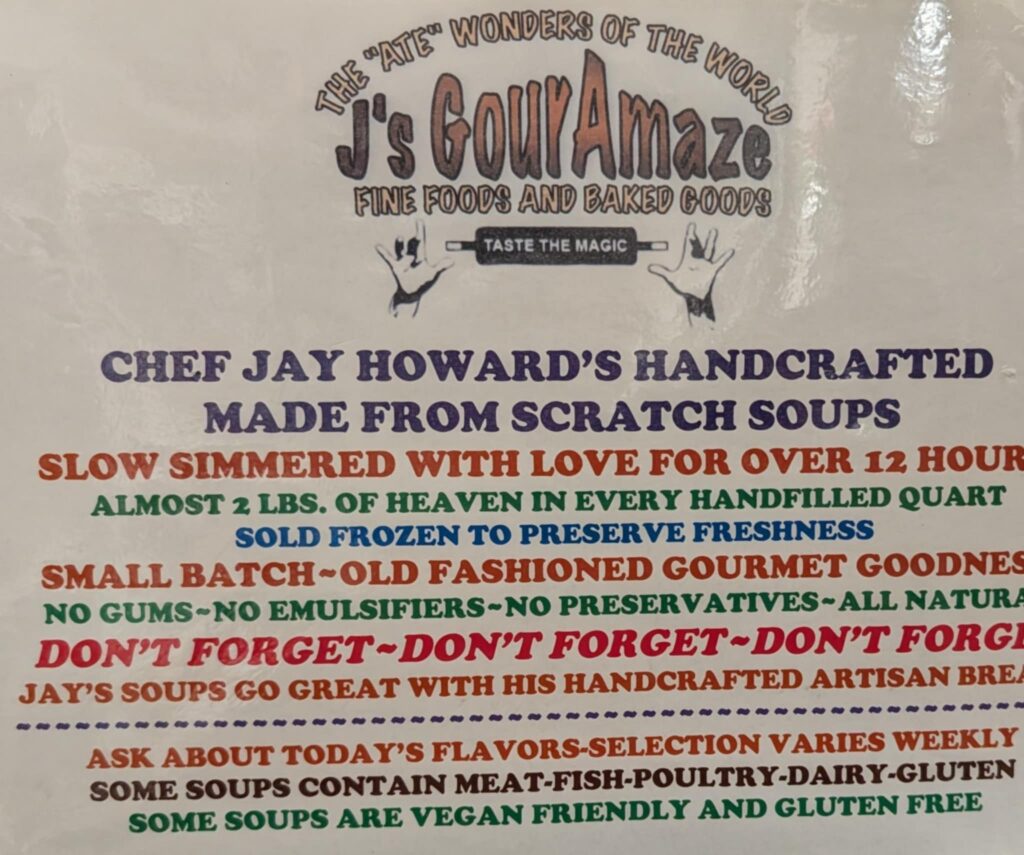 THE "ATE" WONDERS OF THE WORLD
J's GourAmaze
FINE FOODS AND BAKED GOODS
TASTE THE MAGIC
CHEF JAY HOWARD'S HANDCRAFTED
MADE FROM SCRATCH SOUPS
SLOW SIMMERED WITH LOVE FOR OVER 12 HOUR
ALMOST 2 LBS. OF HEAVEN IN EVERY HANDFILLED QUART
SOLD FROZEN TO PRESERVE FRESHNESS
SMALL BATCH~OLD FASHIONED GOURMET GOODNES
NO GUMS~NO EMULSIFIERS~NO PRESERVATIVES~ALL NATURA
DON'T FORGET~DON'T FORGET~DON'T FORGE
JAY'S SOUPS GO GREAT WITH HIS HANDCRAFTED ARTISAN BREA
ASK ABOUT TODAY'S FLAVORS-SELECTION VARIES WEEKLY
SOME SOUPS CONTAIN MEAT-FISH-POULTRY-DAIRY-GLUTEN
SOME SOUPS ARE VEGAN FRIENDLY AND GLUTEN FREE